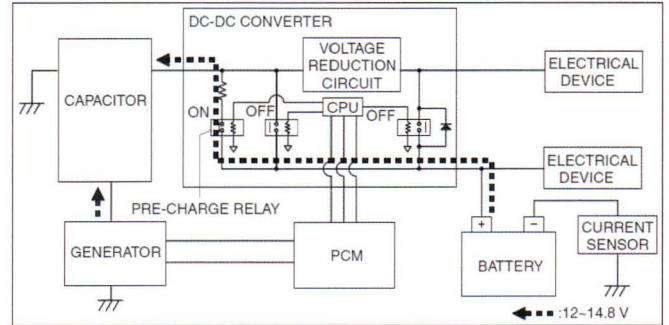 DC-DC CONVERTER
VOLTAGE
REDUCTION
CIRCUIT
ELECTRICAL
DEVICE
CAPACITOR
ON
OFF
CPU
OFF
ELECTRICAL
DEVICE
PRE-CHARGE RELAY
GENERATOR
PCM
+
−
BATTERY
CURRENT
SENSOR
:12~14.8 V